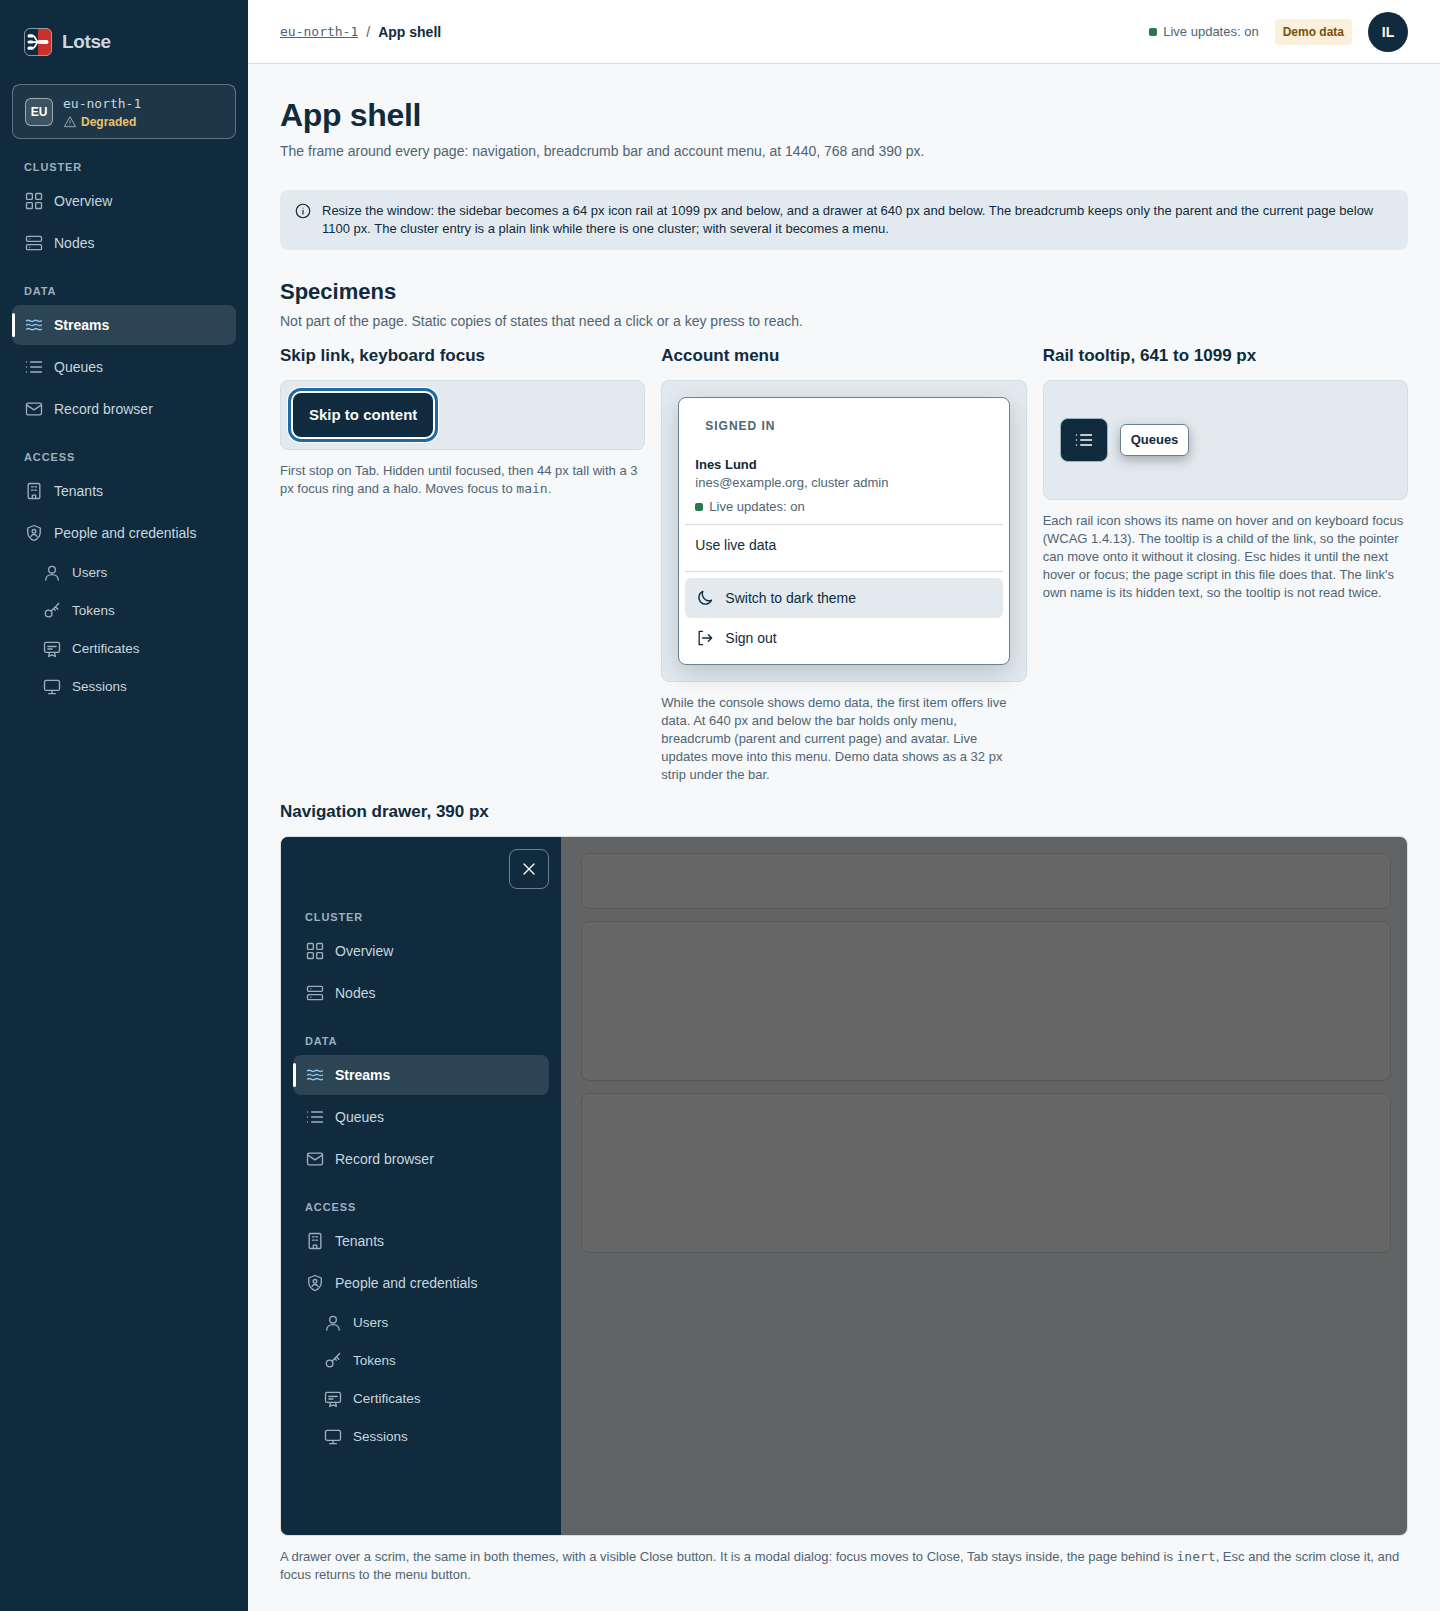 Lotse
EU
eu-north-1
Degraded
CLUSTER
Overview
Nodes
DATA
Streams
Queues
Record browser
ACCESS
Tenants
People and credentials
Users
Tokens
Certificates
Sessions
eu-north-1 / App shell
Live updates: on
Demo data
IL
App shell
The frame around every page: navigation, breadcrumb bar and account menu, at 1440, 768 and 390 px.
Resize the window: the sidebar becomes a 64 px icon rail at 1099 px and below, and a drawer at 640 px and below. The breadcrumb keeps only the parent and the current page below
1100 px. The cluster entry is a plain link while there is one cluster; with several it becomes a menu.
Specimens
Not part of the page. Static copies of states that need a click or a key press to reach.
Skip link, keyboard focus
Skip to content
First stop on Tab. Hidden until focused, then 44 px tall with a 3
px focus ring and a halo. Moves focus to main.
Account menu
SIGNED IN
Ines Lund
ines@example.org, cluster admin
Live updates: on
Use live data
Switch to dark theme
Sign out
While the console shows demo data, the first item offers live
data. At 640 px and below the bar holds only menu,
breadcrumb (parent and current page) and avatar. Live
updates move into this menu. Demo data shows as a 32 px
strip under the bar.
Rail tooltip, 641 to 1099 px
Queues
Each rail icon shows its name on hover and on keyboard focus
(WCAG 1.4.13). The tooltip is a child of the link, so the pointer
can move onto it without it closing. Esc hides it until the next
hover or focus; the page script in this file does that. The link's
own name is its hidden text, so the tooltip is not read twice.
Navigation drawer, 390 px
CLUSTER
Overview
Nodes
DATA
Streams
Queues
Record browser
ACCESS
Tenants
People and credentials
Users
Tokens
Certificates
Sessions
A drawer over a scrim, the same in both themes, with a visible Close button. It is a modal dialog: focus moves to Close, Tab stays inside, the page behind is inert, Esc and the scrim close it, and
focus returns to the menu button.